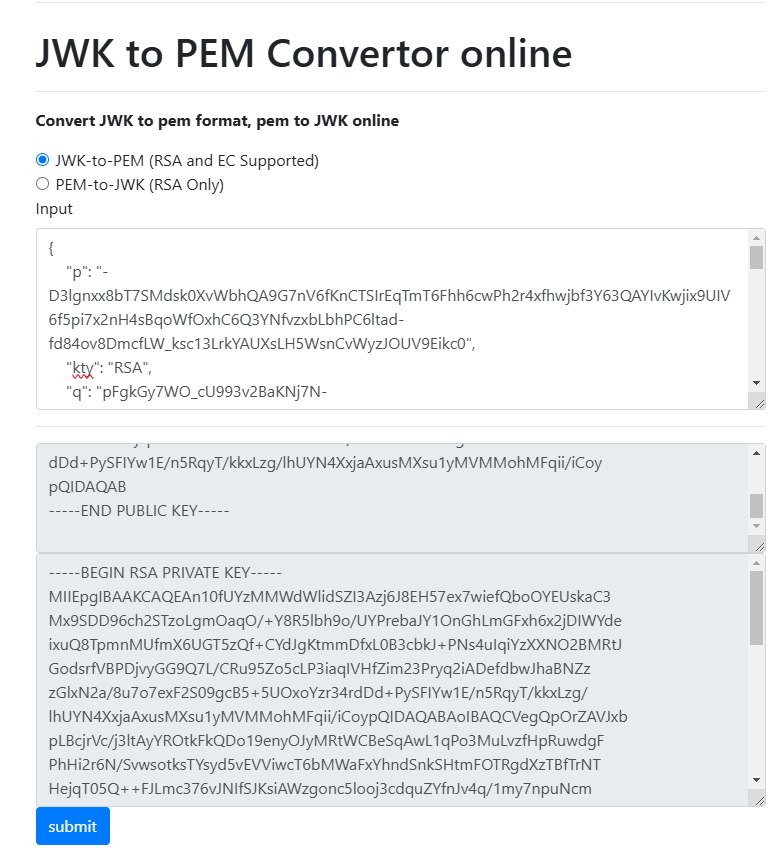 JWK to PEM Convertor online
Convert JWK to pem format, pem to JWK online
JWK-to-PEM (RSA and EC Supported)
PEM-to-JWK (RSA Only)
Input
{
"p": "-
D3lgnxx8bT7SMdsk0XvWbhQA9G7nV6fKnCTSIrEqTmT6Fhh6cwPh2r4xfhwjbf3Y63QAYIvKwjix9UIV
6f5pi7x2nH4sBqoWfOxhC6Q3YNfvzxbLbhPC6ltad-
fd84ov8DmcfLW_ksc13LrkYAUXsLH5WsnCvWyzJOUV9Eikc0",
"kty": "RSA",
"q": "pFgkGy7WO_cU993v2BaKNj7N-
dDd+PySFIYw1E/n5RqyT/kkxLzg/lhUYN4XxjaAxusMXsu1yMVMMohMFqii/iCoy
pQIDAQAB
-----END PUBLIC KEY-----
-----BEGIN RSA PRIVATE KEY-----
MIIEpgIBAAKCAQEAn10fUYzMMWdWlidSZI3Azj6J8EH57ex7wiefQboOYEUskaC3
Mx9SDD96ch2STzoLgmOaqO/+Y8R5lbh9o/UYPrebaJY1OnGhLmGFxh6x2jDIWYde
ixuQ8TpmnMUfmX6UGT5zQf+CYdJgKtmmDfxL0B3cbkJ+PNs4uIqiYzXXNO2BMRtJ
GodsrfVBPDjvyGG9Q7L/CRu95Zo5cLP3iaqIVHfZim23Pryq2iADefdbwJhaBNZz
zGlxN2a/8u7o7exF2S09gcB5+5UOxoYzr34rdDd+PySFIYw1E/n5RqyT/kkxLzg/
lhUYN4XxjaAxusMXsu1yMVMMohMFqii/iCoypQIDAQABAoIBAQCVegQpOrZAVJxb
pLBcjrVc/j3ltAyYROtkFkQDo19enyOJyMRtWCBeSqAwL1qPo3MuLvzfHpRuwdgF
PhHi2r6N/SvwsotksTYsyd5vEVViwcT6bMWaFxYhndSnkSHtmFOTRgdXzTBfTrNT
HejqT05Q++FJLmc376vJNIfSJKsiAWzgonc5looj3cdquZYfnJv4q/1my7npuNcm
submit